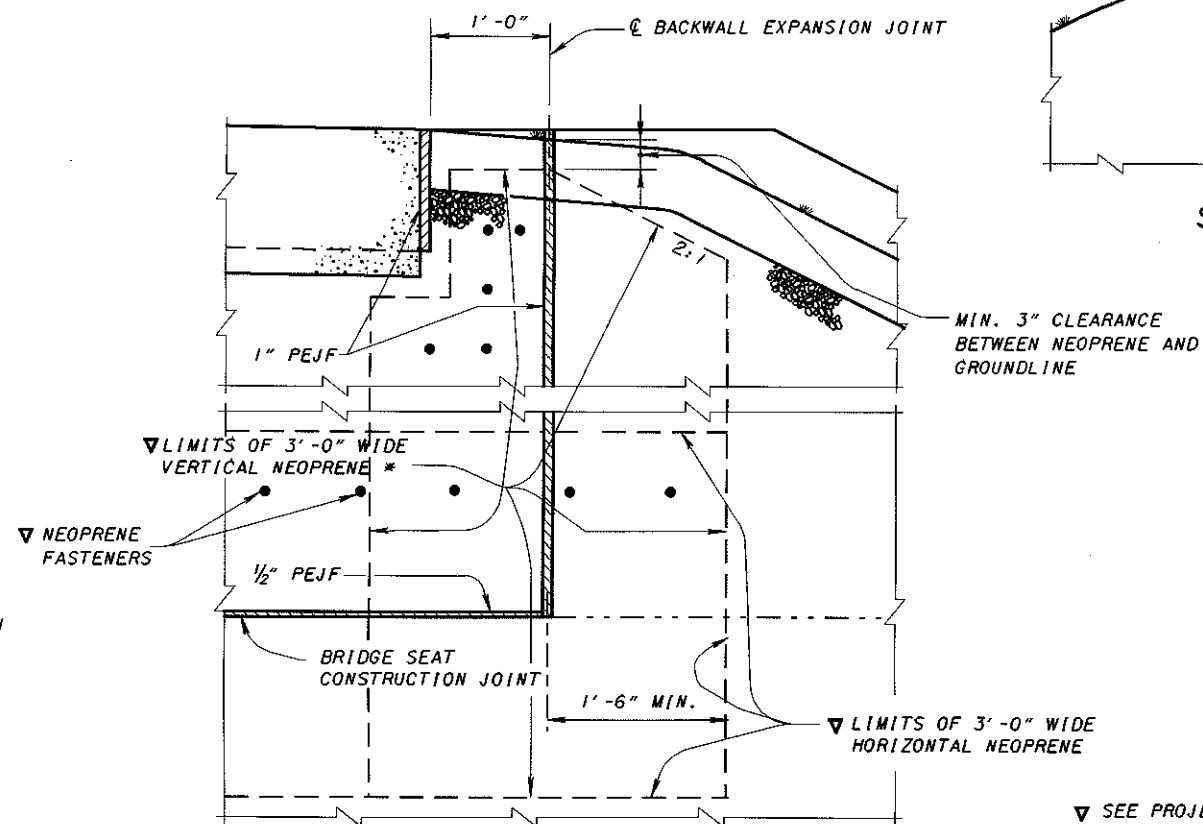 1'-0"
℄ BACKWALL EXPANSION JOINT
2:1
1" PEJF
MIN. 3" CLEARANCE
BETWEEN NEOPRENE AND
GROUNDLINE
▽ LIMITS OF 3'-0" WIDE
VERTICAL NEOPRENE *
▽ NEOPRENE
FASTENERS
1/2" PEJF
BRIDGE SEAT
CONSTRUCTION JOINT
1'-6" MIN.
▽ LIMITS OF 3'-0" WIDE
HORIZONTAL NEOPRENE
▽ SEE PROJE